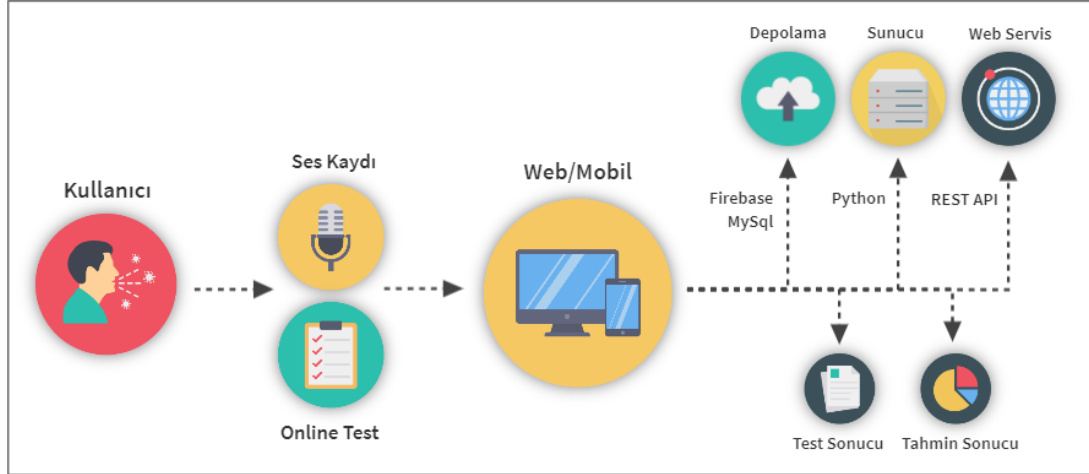 Depolama
Sunucu
Web Servis
Kullanıcı
Ses Kaydı
Web/Mobil
Firebase
MySql
Python
REST API
Online Test
Test Sonucu
Tahmin Sonucu